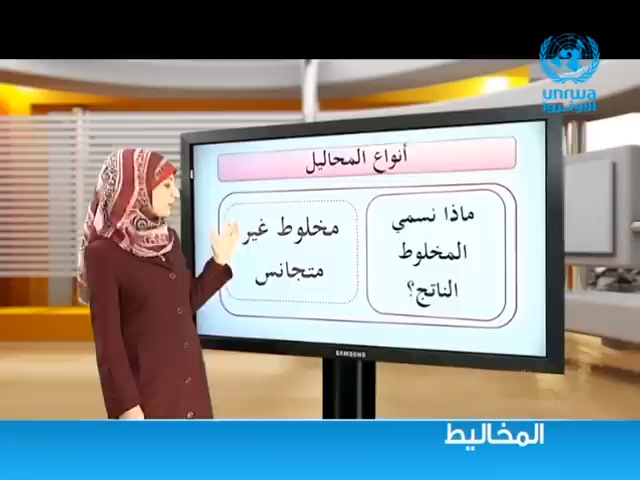 unrwa
الأونروا
أنواع المحاليل
ماذا نسمي
المخلوط
الناتج؟
مخلوط غير
متجانس
SAMSUNG
المخاليط